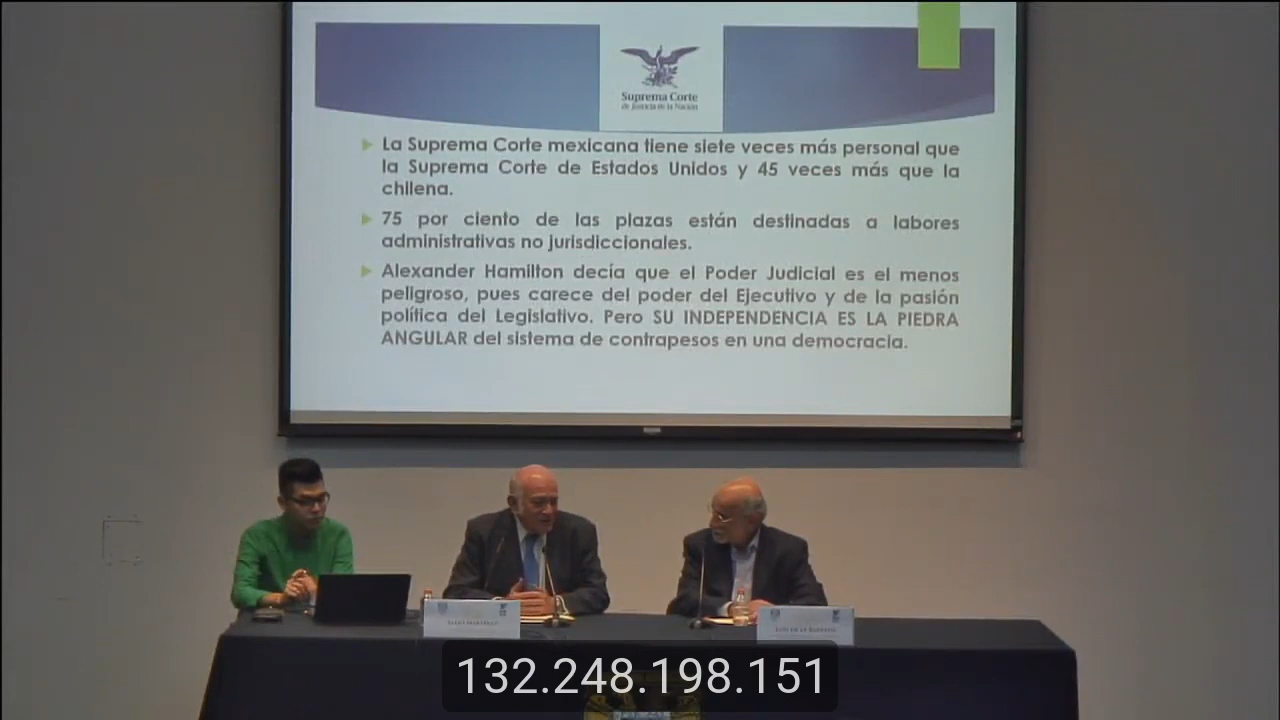 Suprema Corte
de Justicia de la Nación
La Suprema Corte mexicana tiene siete veces más personal que
la Suprema Corte de Estados Unidos y 45 veces más que la
chilena.
75 por ciento de las plazas están destinadas a labores
administrativas no jurisdiccionales.
Alexander Hamilton decía que el Poder Judicial es el menos
peligroso, pues carece del poder del Ejecutivo y de la pasión
política del Legislativo. Pero SU INDEPENDENCIA ES LA PIEDRA
ANGULAR del sistema de contrapesos en una democracia.
132.248.198.151